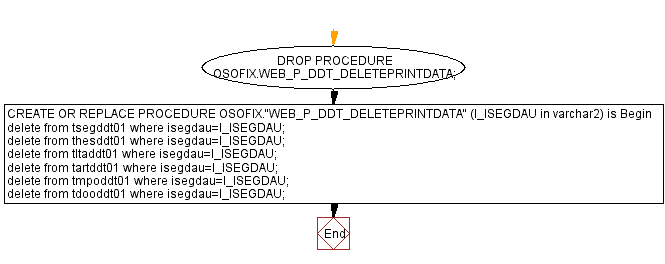 DROP PROCEDURE
OSOFIX.WEB_P_DDT_DELETEPRINTDATA;
CREATE OR REPLACE PROCEDURE OSOFIX."WEB_P_DDT_DELETEPRINTDATA" (I_ISEGDAU in varchar2) is Begin
delete from tsegddt01 where isegdau=I_ISEGDAU;
delete from thesddt01 where isegdau=I_ISEGDAU;
delete from tltaddt01 where isegdau=I_ISEGDAU;
delete from tartddt01 where isegdau=I_ISEGDAU;
delete from tmpoddt01 where isegdau=I_ISEGDAU;
delete from tdooddt01 where isegdau=I_ISEGDAU;
End